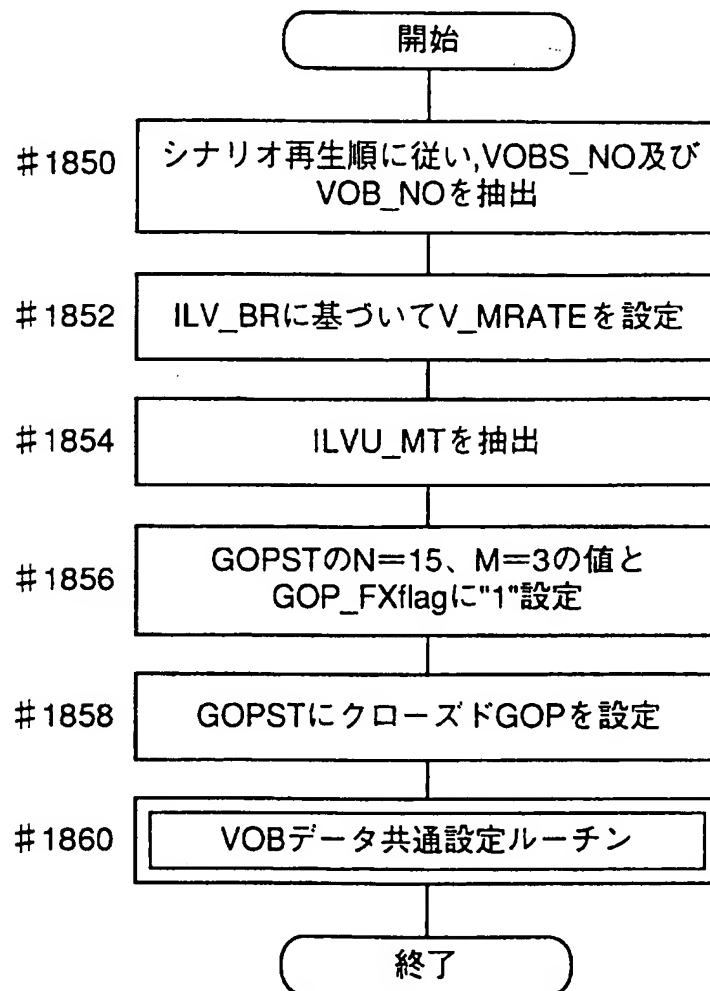 開始
#1850
シナリオ再生順に従い,VOBS_NO及び
VOB_NOを抽出
#1852
ILV_BRに基づいてV_MRATEを設定
#1854
ILVU_MTを抽出
#1856
GOPSTのN=15、M=3の値と
GOP_FXflagに"1"設定
#1858
GOPSTにクローズドGOPを設定
#1860
VOBデータ共通設定ルーチン
終了